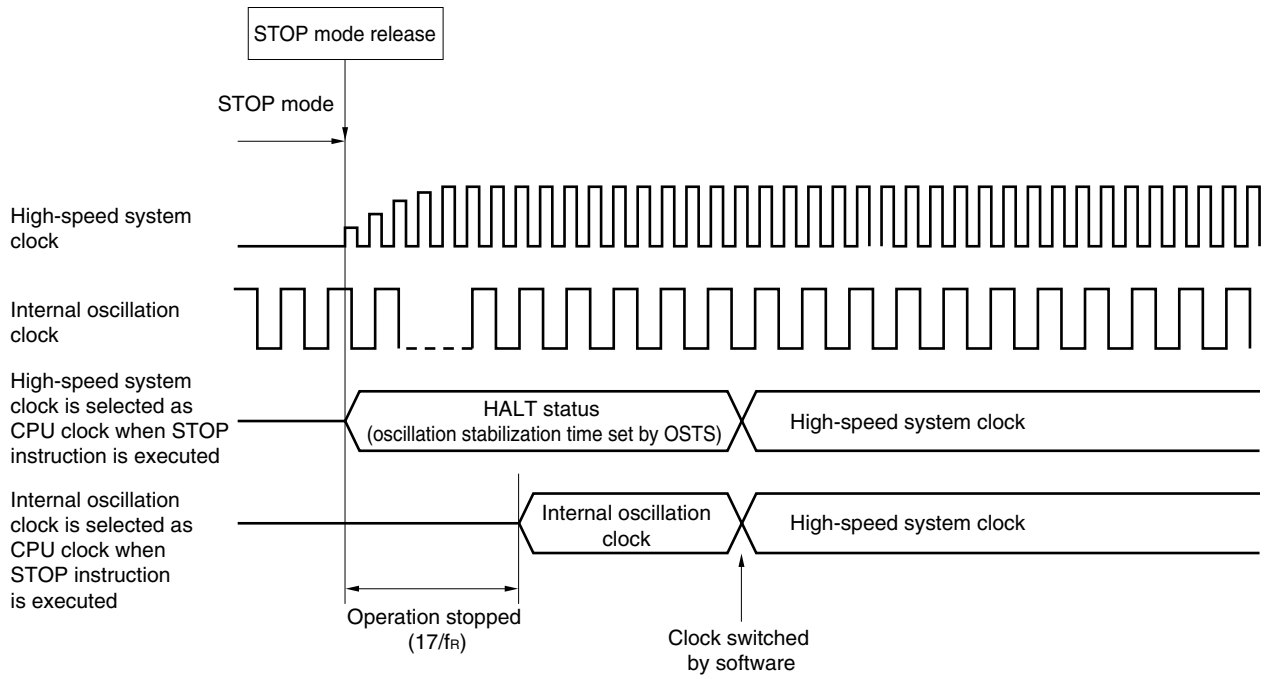 STOP mode release
STOP mode
High-speed system
clock
Internal oscillation
clock
High-speed system
clock is selected as
CPU clock when STOP
instruction is executed
HALT status
(oscillation stabilization time set by OSTS)
High-speed system clock
Internal oscillation
clock is selected as
CPU clock when
STOP instruction
is executed
Internal oscillation
clock
High-speed system clock
Operation stopped
(17/fR)
Clock switched
by software